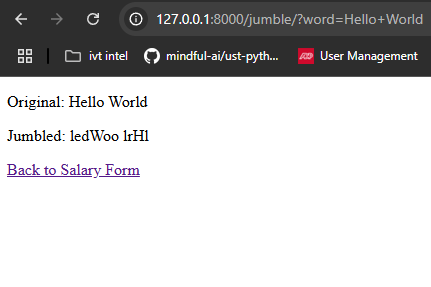 127.0.0.1:8000/jumble/?word=Hello+World
ivt intel mindful-ai/ust-pyth... User Management
Original: Hello World
Jumbled: ledWoo lrHl
Back to Salary Form